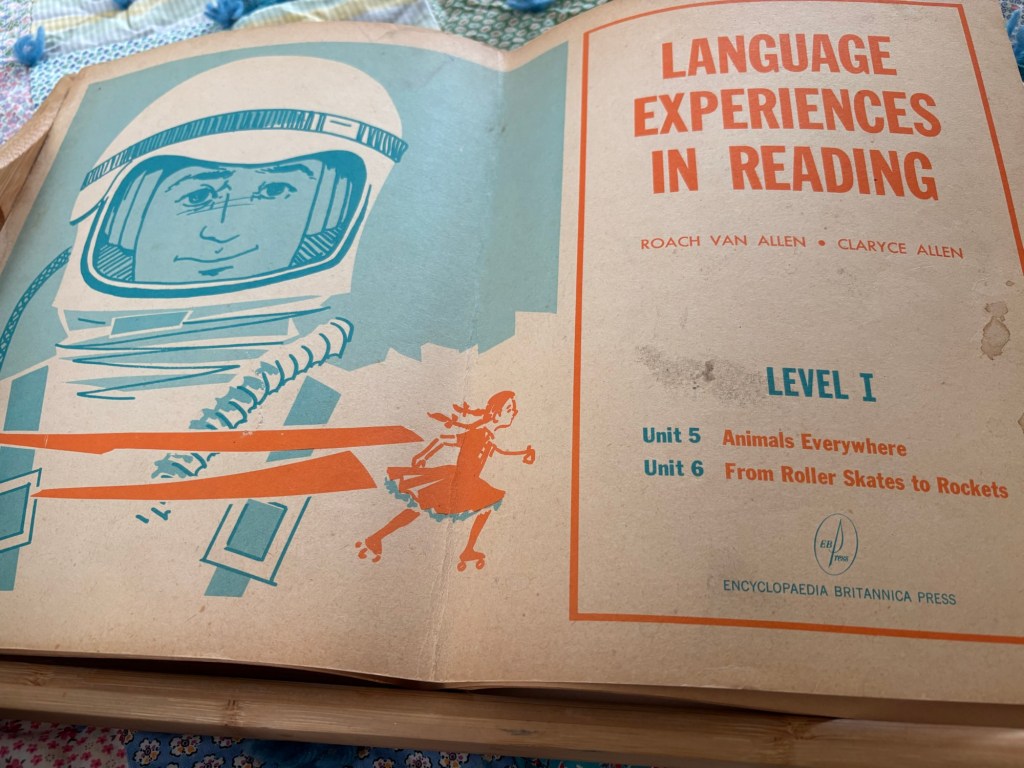 LANGUAGE
EXPERIENCES
IN READING
ROACH VAN ALLEN • CLARYCE ALLEN
LEVEL I
Unit 5 Animals Everywhere
Unit 6 From Roller Skates to Rockets
EB Press
ENCYCLOPAEDIA BRITANNICA PRESS